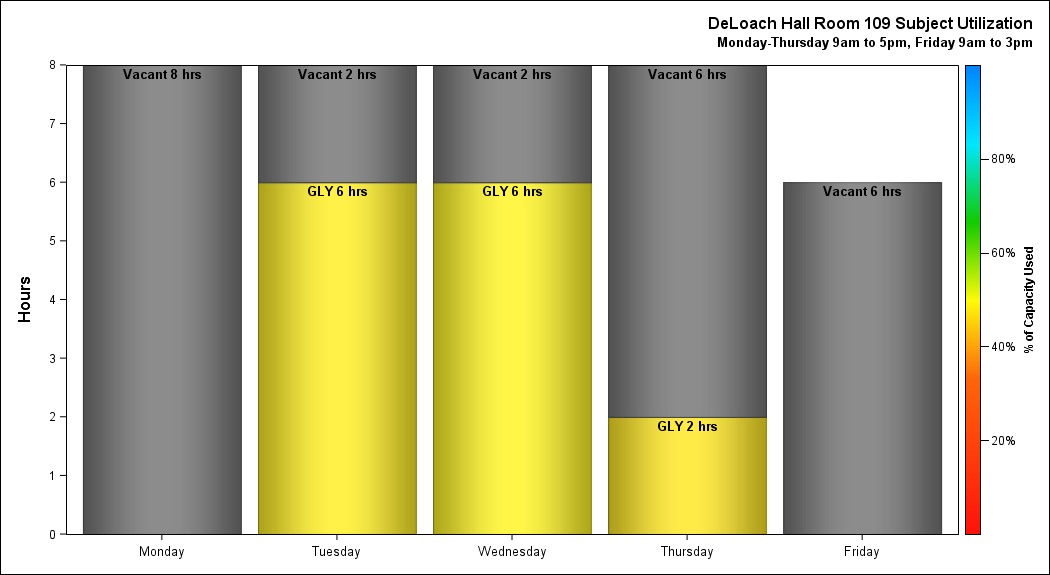 DeLoach Hall Room 109 Subject Utilization
Monday-Thursday 9am to 5pm, Friday 9am to 3pm
8
7
6
5
4
3
2
1
0
Hours
Vacant 8 hrs
Vacant 2 hrs
Vacant 2 hrs
Vacant 6 hrs
GLY 6 hrs
GLY 6 hrs
Vacant 6 hrs
GLY 2 hrs
Monday
Tuesday
Wednesday
Thursday
Friday
80%
60%
40%
20%
% of Capacity Used